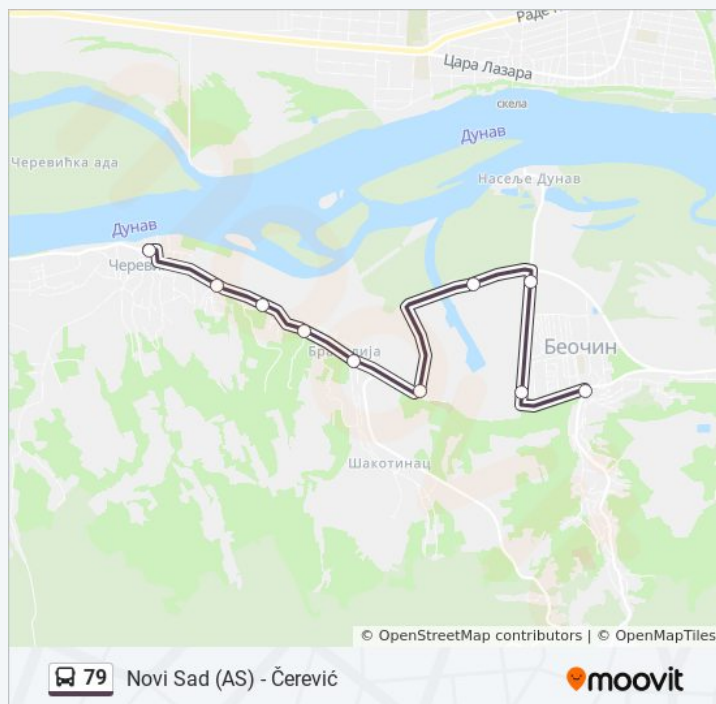 Цара Лазара
скела
Дунав
Черевићка ада
Насеље Дунав
Дунав
Беочин
Шакотинац
© OpenStreetMap contributors | © OpenMapTiles
79 Novi Sad (AS) - Čerević
moovit